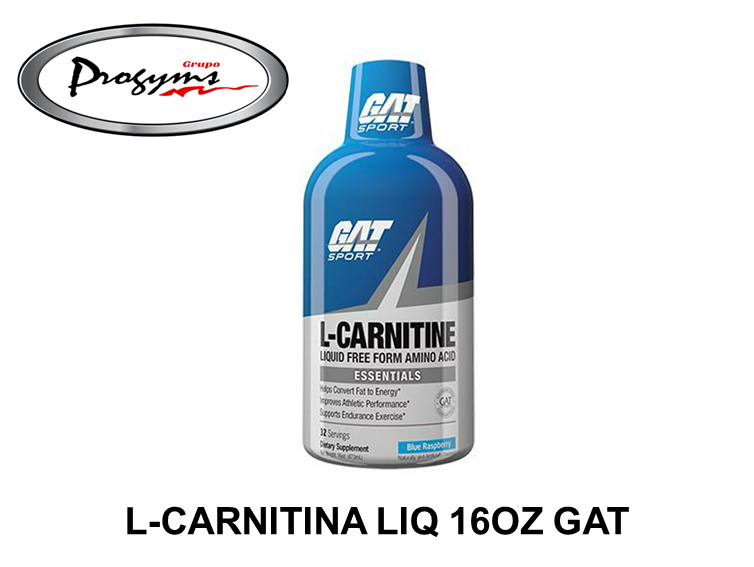 Grupo
Progyms
GAT
SPORT
GAT
SPORT
L-CARNITINE
LIQUID FREE FORM AMINO ACID
ESSENTIALS
Helps Convert Fat to Energy*
Improves Athletic Performance*
Supports Endurance Exercise*
GAT
32 Servings
Dietary Supplement
Blue Raspberry
L-CARNITINA LIQ 16OZ GAT